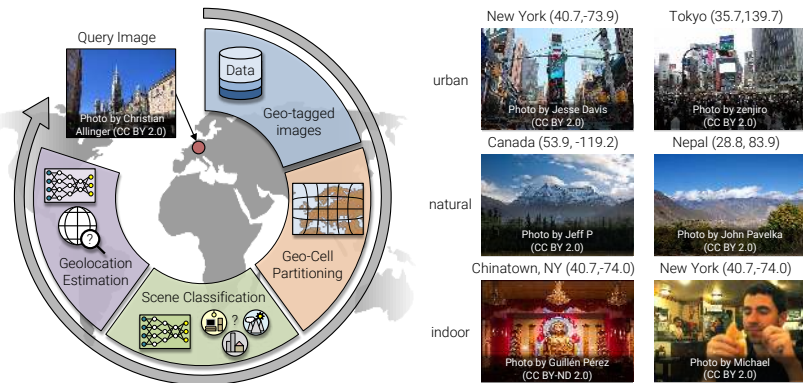 Query Image
Photo by Christian
Allinger (CC BY 2.0)
Data
Geo-tagged
images
Geo-Cell
Partitioning
Scene Classification
?
Geolocation
Estimation
?
New York (40.7,-73.9)
Tokyo (35.7,139.7)
urban
Photo by Jesse Davis
(CC BY 2.0)
Photo by zenjiro
(CC BY 2.0)
Canada (53.9, -119.2)
Nepal (28.8, 83.9)
natural
Photo by Jeff P
(CC BY 2.0)
Photo by John Pavelka
(CC BY 2.0)
Chinatown, NY (40.7,-74.0)
New York (40.7,-74.0)
indoor
Photo by Guillén Pérez
(CC BY-ND 2.0)
Photo by Michael
(CC BY 2.0)